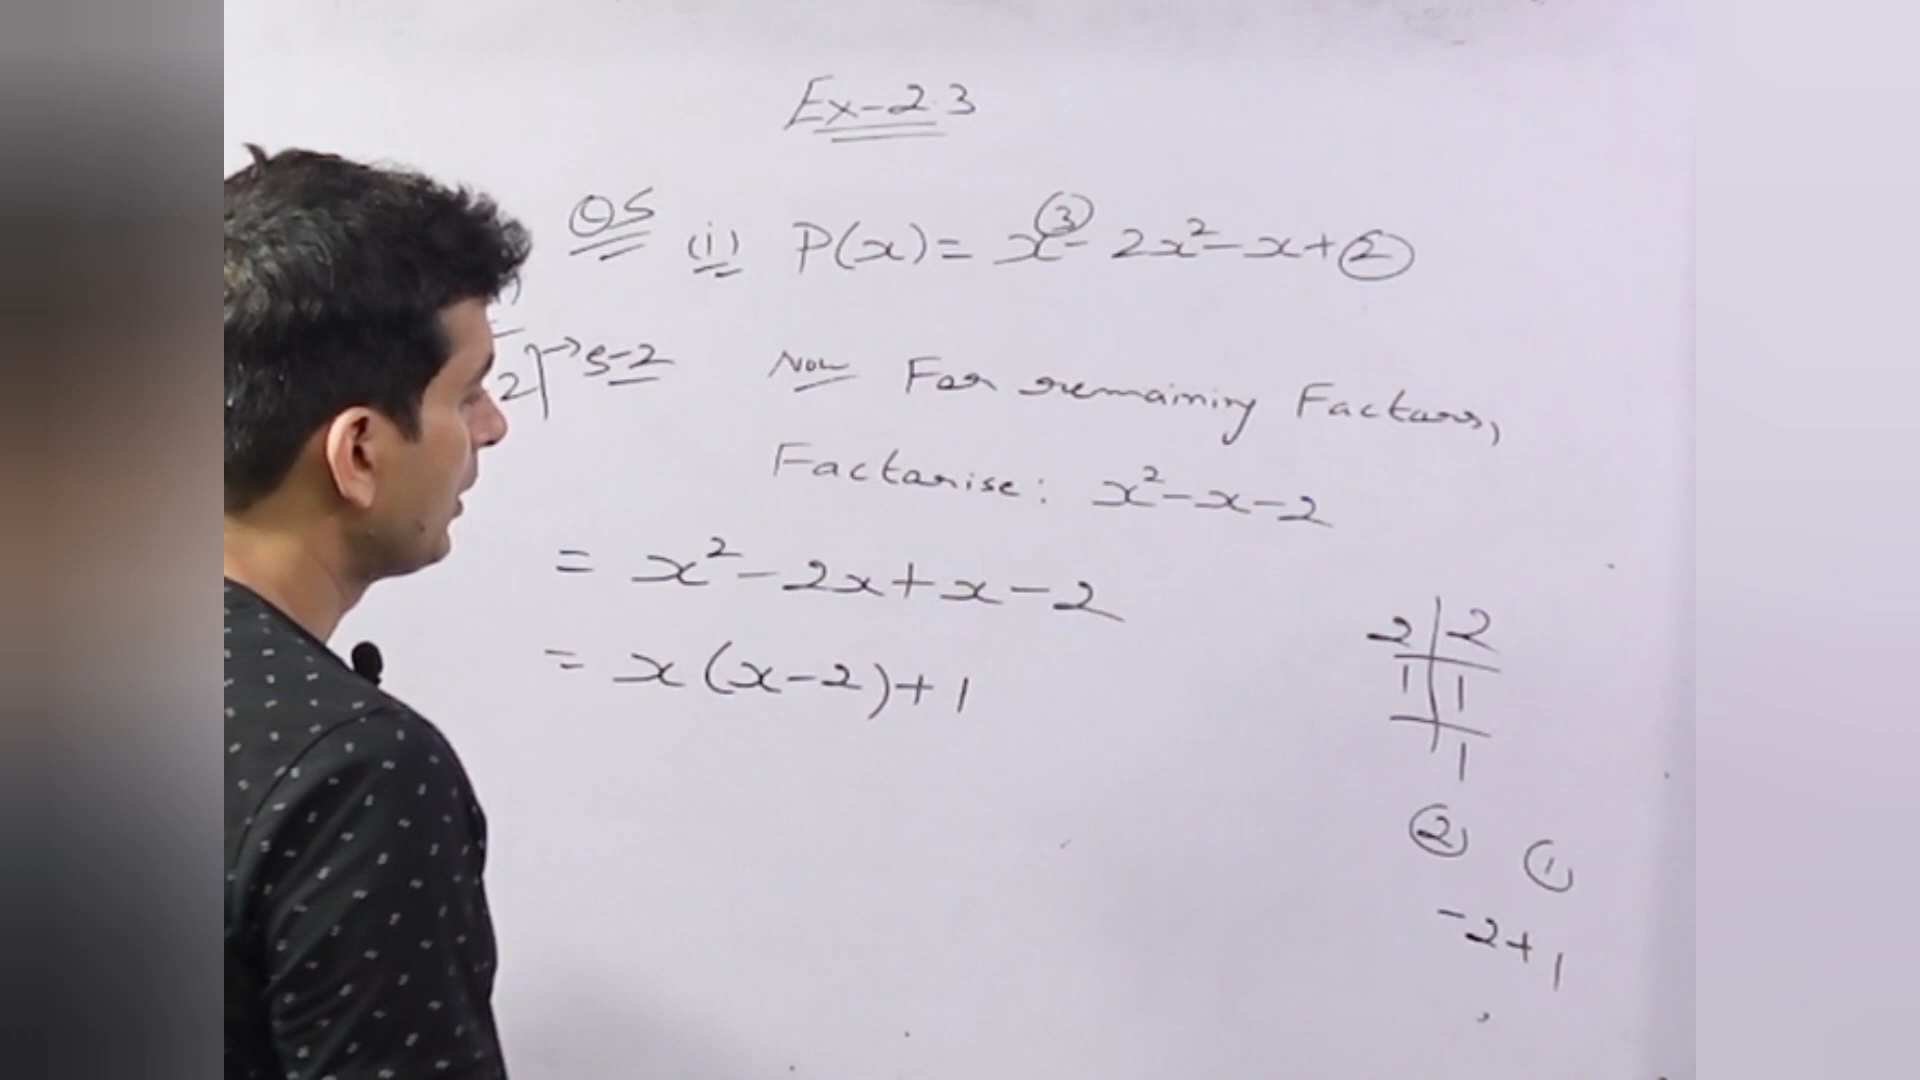 Ex-2.3
Q5 (i) P(x) = x³ - 2x² - x + 2
2) → S-2
Now For remaining Factors,
Factorise: x² - x - 2
= x² - 2x + x - 2
= x (x - 2) + 1
2 | 2
1 | 1
1
2 1
-2 + 1